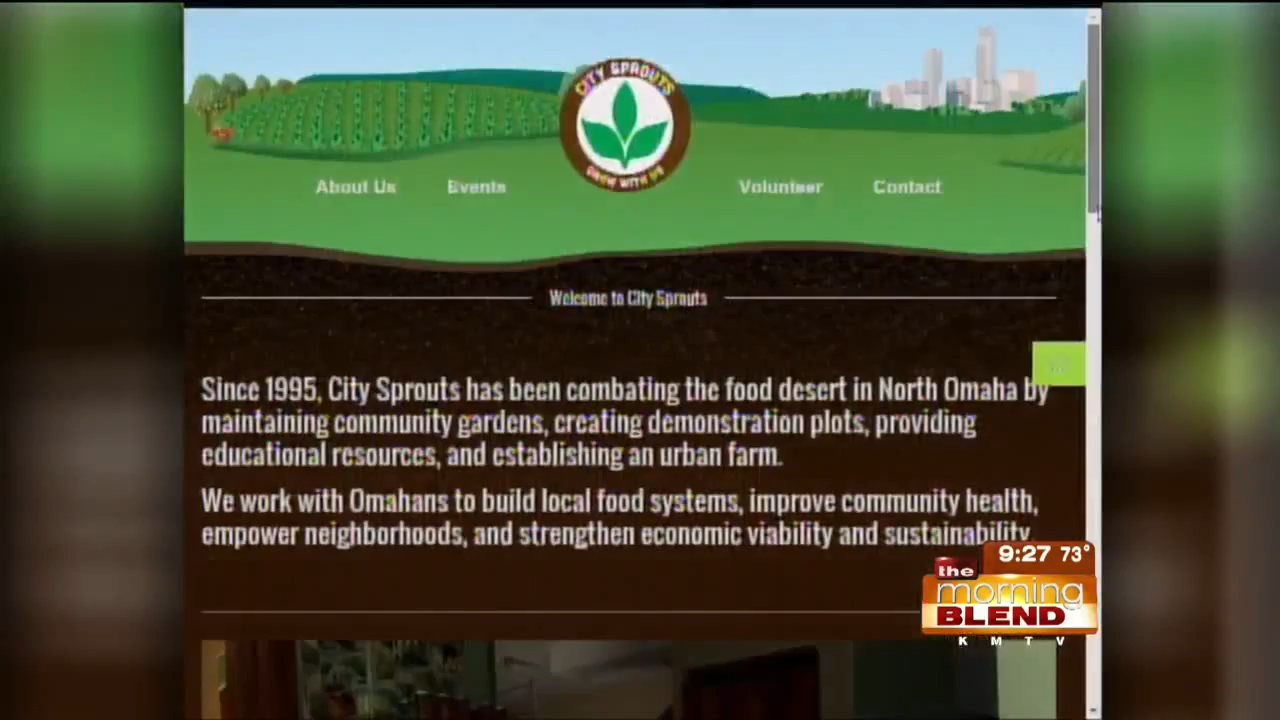 CITY SPROUTS
GROW WITH US
About Us Events Volunteer Contact
Welcome to City Sprouts
Since 1995, City Sprouts has been combating the food desert in North Omaha by
maintaining community gardens, creating demonstration plots, providing
educational resources, and establishing an urban farm.
We work with Omahans to build local food systems, improve community health,
empower neighborhoods, and strengthen economic viability and sustainability
9:27 73°
the
morning
BLEND
KMTV